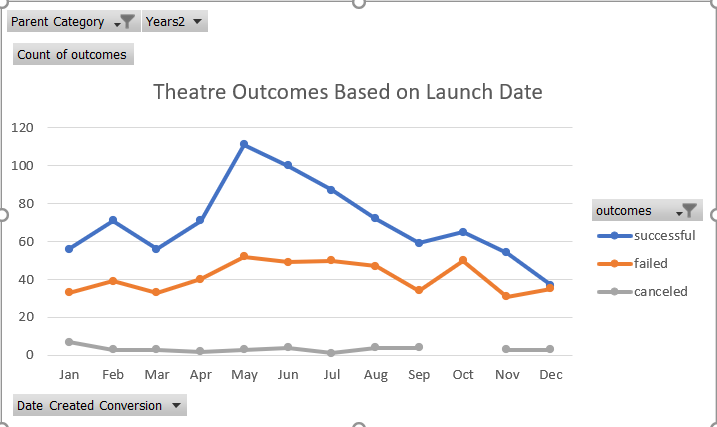 Parent Category Years2
Count of outcomes
Theatre Outcomes Based on Launch Date
120
100
80
60
40
20
0
Jan Feb Mar Apr May Jun Jul Aug Sep Oct Nov Dec
outcomes
successful
failed
canceled
Date Created Conversion